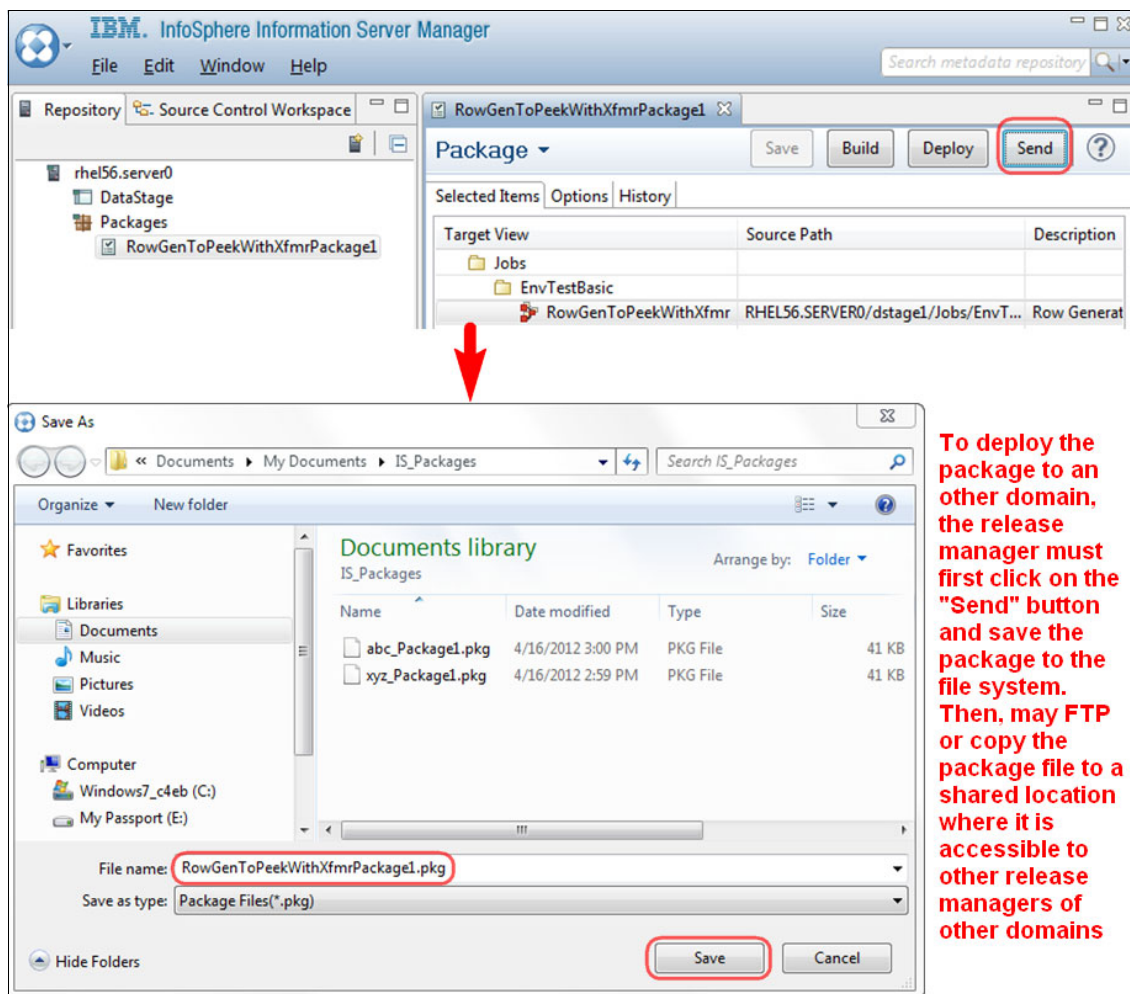 IBM. InfoSphere Information Server Manager
File Edit Window Help
Search metadata repository
Repository Source Control Workspace
RowGenToPeekWithXfmrPackage1
Package Save Build Deploy Send ?
rhel56.server0
DataStage
Packages
RowGenToPeekWithXfmrPackage1
Selected Items Options History
Target View Source Path Description
Jobs
EnvTestBasic
RowGenToPeekWithXfmr RHEL56.SERVER0/dstage1/Jobs/EnvT... Row Generat
Save As
« Documents My Documents IS_Packages
Search IS_Packages
Organize New folder
Favorites
Libraries
Documents
Music
Pictures
Videos
Computer
Windows7_c4eb (C:)
My Passport (E:)
Documents library
IS_Packages
Arrange by: Folder
Name Date modified Type Size
abc_Package1.pkg 4/16/2012 3:00 PM PKG File 41 KB
xyz_Package1.pkg 4/16/2012 2:59 PM PKG File 41 KB
File name: RowGenToPeekWithXfmrPackage1.pkg
Save as type: Package Files(*.pkg)
Hide Folders
Save Cancel
To deploy the
package to an
other domain,
the release
manager must
first click on the
"Send" button
and save the
package to the
file system.
Then, may FTP
or copy the
package file to a
shared location
where it is
accessible to
other release
managers of
other domains